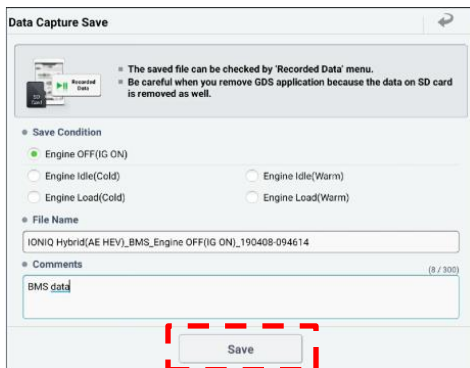 Data Capture Save
SD
Card
Recorded
Data
The saved file can be checked by 'Recorded Data' menu.
Be careful when you remove GDS application because the data on SD card
is removed as well.
Save Condition
Engine OFF(IG ON)
Engine Idle(Cold)
Engine Idle(Warm)
Engine Load(Cold)
Engine Load(Warm)
File Name
IONIQ Hybrid(AE HEV)_BMS_Engine OFF(IG ON)_190408-094614
Comments
(8 / 300)
BMS data
Save